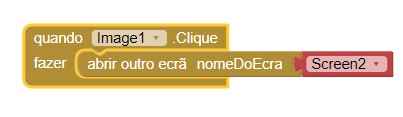 quando Image1 .Clique
fazer abrir outro ecrã nomeDoEcra Screen2